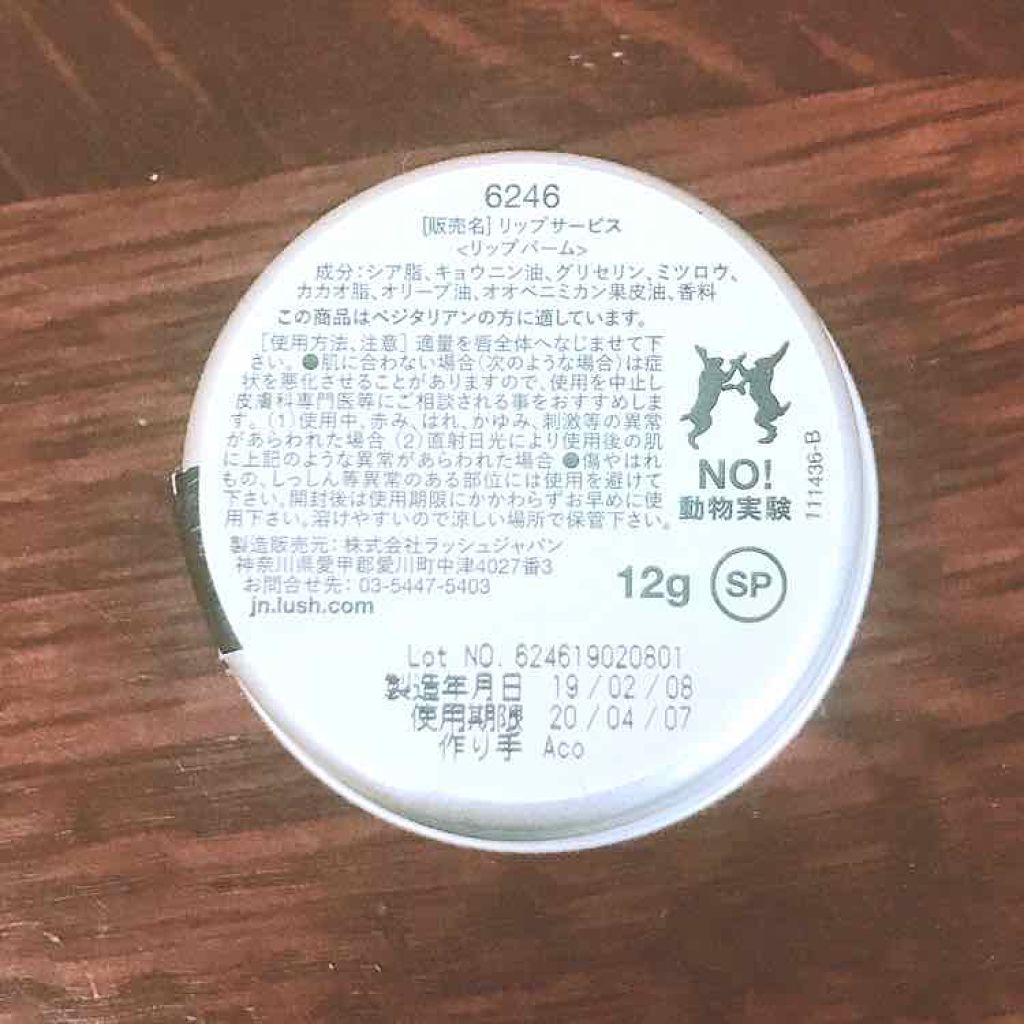 6246
[販売名]リップサービス
<リップバーム>
成分:シア脂、キョウニン油、グリセリン、ミツロウ、
カカオ脂、オリーブ油、オオベニミカン果皮油、香料
この商品はベジタリアンの方に適しています。
[使用方法、注意] 適量を唇全体へなじませて下
さい。●肌に合わない場合(次のような場合)は症
状を悪化させることがありますので、使用を中止し
皮膚科専門医等にご相談される事をおすすめしま
す。(1)使用中、赤み、はれ、かゆみ、刺激等の異常
があらわれた場合 (2)直射日光により使用後の肌
に上記のような異常があらわれた場合 ●傷やはれ
もの、しっしん等異常のある部位には使用を避けて
下さい。開封後は使用期限にかかわらずお早めに使
用下さい。溶けやすいので涼しい場所で保管下さい。
NO!
動物実験
111436-B
製造販売元:株式会社ラッシュジャパン
神奈川県愛甲郡愛川町中津4027番3
お問合せ先:03-5447-5403
jn.lush.com
12g SP
Lot NO. 624619020801
製造年月日 19/02/08
使用期限 20/04/07
作り手 Aco